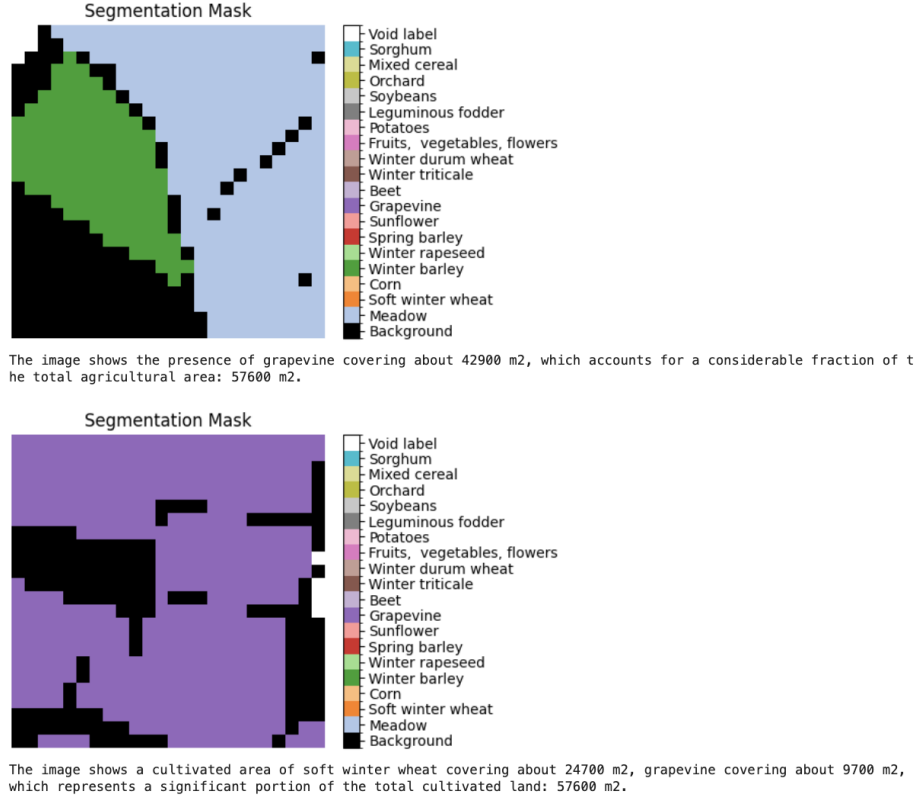 Segmentation Mask
Void label
Sorghum
Mixed cereal
Orchard
Soybeans
Leguminous fodder
Potatoes
Fruits,  vegetables, flowers
Winter durum wheat
Winter triticale
Beet
Grapevine
Sunflower
Spring barley
Winter rapeseed
Winter barley
Corn
Soft winter wheat
Meadow
Background
The image shows the presence of grapevine covering about 42900 m2, which accounts for a considerable fraction of t
he total agricultural area: 57600 m2.
Segmentation Mask
Void label
Sorghum
Mixed cereal
Orchard
Soybeans
Leguminous fodder
Potatoes
Fruits,  vegetables, flowers
Winter durum wheat
Winter triticale
Beet
Grapevine
Sunflower
Spring barley
Winter rapeseed
Winter barley
Corn
Soft winter wheat
Meadow
Background
The image shows a cultivated area of soft winter wheat covering about 24700 m2, grapevine covering about 9700 m2,
which represents a significant portion of the total cultivated land: 57600 m2.